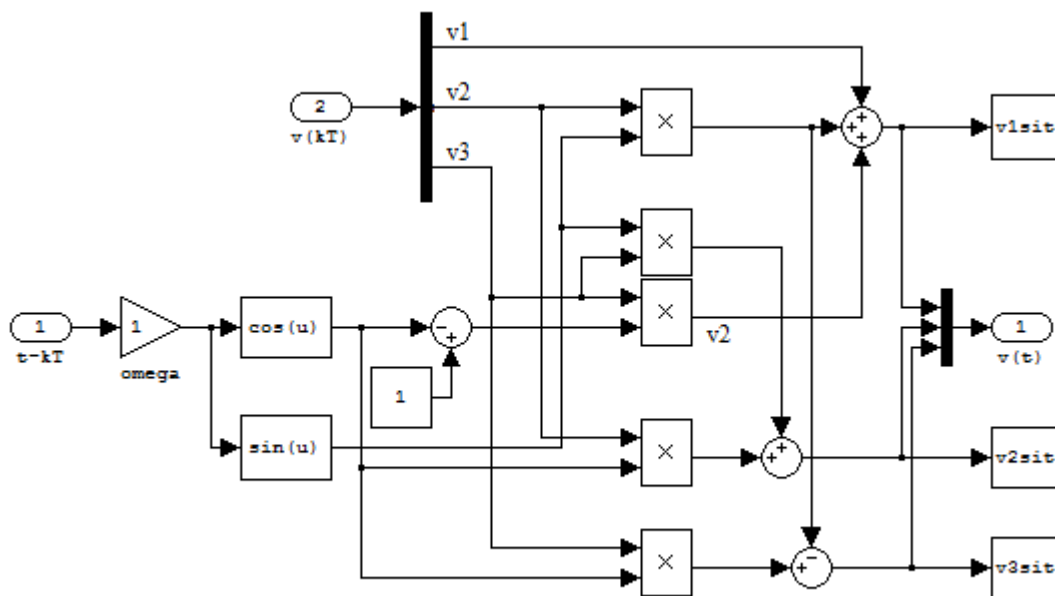 v1
v2
2
v(kT)
v3
×
+
+
+
v1sit
×
1
t-kT
1
omega
cos(u)
-
+
1
×
v2
1
v(t)
sin(u)
×
+
+
v2sit
×
-
+
v3sit